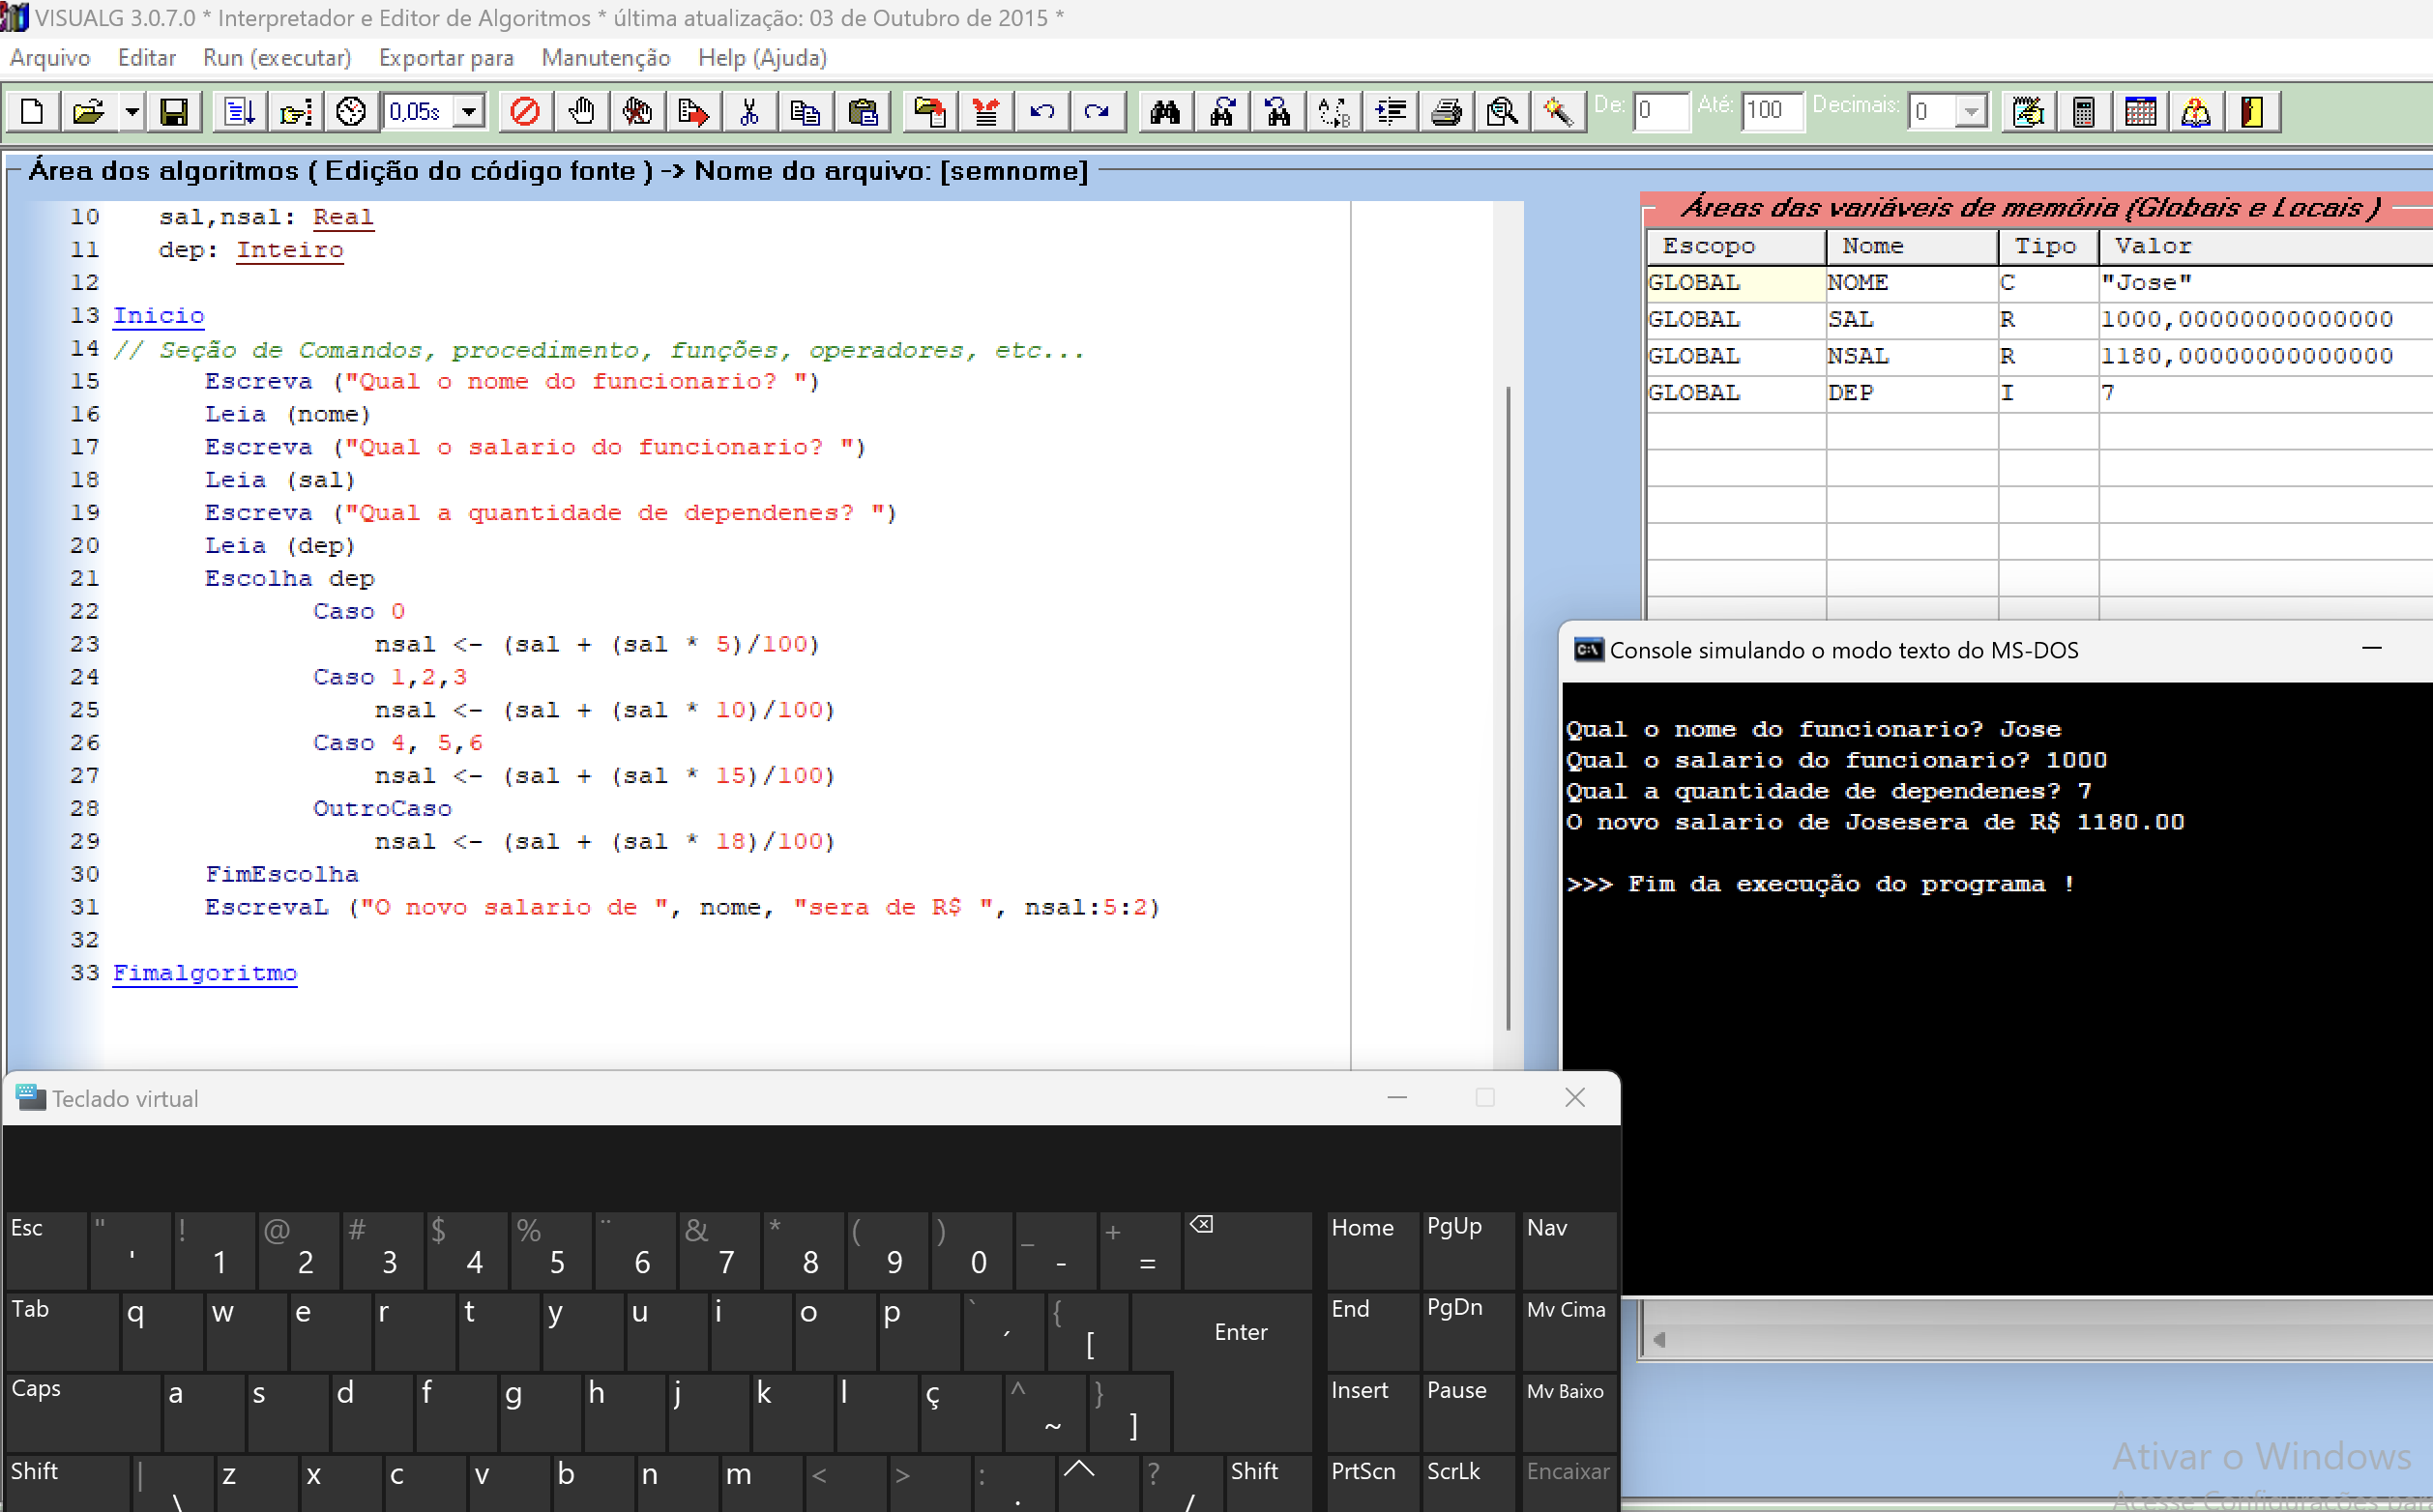 VISUALG 3.0.7.0 * Interpretador e Editor de Algoritmos * última atualização: 03 de Outubro de 2015 *
Arquivo Editar Run (executar) Exportar para Manutenção Help (Ajuda)
0,05s De: 0 Até: 100 Decimais: 0
Área dos algoritmos ( Edição do código fonte ) -> Nome do arquivo: [semnome]
10 sal,nsal: Real
11 dep: Inteiro
12
13 Inicio
14 // Seção de Comandos, procedimento, funções, operadores, etc...
15 Escreva ("Qual o nome do funcionario? ")
16 Leia (nome)
17 Escreva ("Qual o salario do funcionario? ")
18 Leia (sal)
19 Escreva ("Qual a quantidade de dependenes? ")
20 Leia (dep)
21 Escolha dep
22 Caso 0
23 nsal <- (sal + (sal * 5)/100)
24 Caso 1,2,3
25 nsal <- (sal + (sal * 10)/100)
26 Caso 4, 5,6
27 nsal <- (sal + (sal * 15)/100)
28 OutroCaso
29 nsal <- (sal + (sal * 18)/100)
30 FimEscolha
31 EscrevaL ("O novo salario de ", nome, "sera de R$ ", nsal:5:2)
32
33 Fimalgoritmo
Áreas das variáveis de memória (Globais e Locais )
Escopo Nome Tipo Valor
GLOBAL NOME C "Jose"
GLOBAL SAL R 1000,00000000000000
GLOBAL NSAL R 1180,00000000000000
GLOBAL DEP I 7
Console simulando o modo texto do MS-DOS
Qual o nome do funcionario? Jose
Qual o salario do funcionario? 1000
Qual a quantidade de dependenes? 7
O novo salario de Josesera de R$ 1180.00
>>> Fim da execução do programa !
Teclado virtual
Esc " ' ! 1 @ 2 # 3 $ 4 % 5 ¨ 6 & 7 * 8 ( 9 ) 0 _ - + = Home PgUp Nav
Tab q w e r t y u i o p ` ´ { [ Enter End PgDn Mv Cima
Caps a s d f g h j k l ç ^ ~ } ] Insert Pause Mv Baixo
Shift | \ z x c v b n m < > : . ? / Shift PrtScn ScrLk Encaixar
Ativar o Windows
Acesse Configurações par